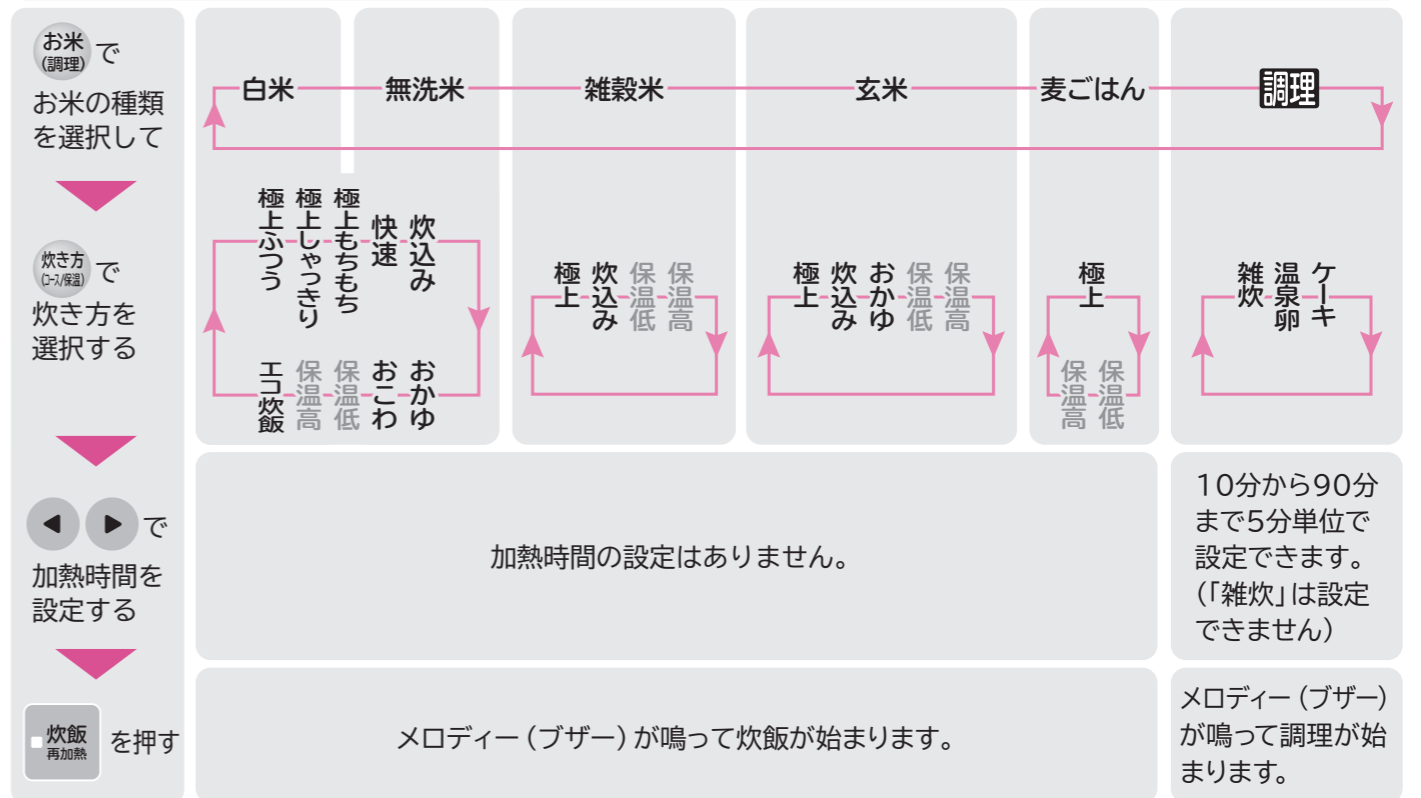 お米
(調理)
で
お米の種類
を選択して
白米
無洗米
雑穀米
玄米
麦ごはん
調理
炊き方
(コース/保温)
で
炊き方を
選択する
極上ふつう
極上しゃっきり
極上もちもち
快速
炊込み
エコ炊飯
保温高
保温低
おこわ
おかゆ
極上
炊込み
保温低
保温高
極上
炊込み
おかゆ
保温低
保温高
極上
保温高
保温低
雑炊
温泉卵
ケーキ
で
加熱時間を
設定する
加熱時間の設定はありません。
10分から90分
まで5分単位で
設定できます。
(「雑炊」は設定
できません)
炊飯
再加熱
を押す
メロディー(ブザー)が鳴って炊飯が始まります。
メロディー(ブザー)
が鳴って調理が始
まります。